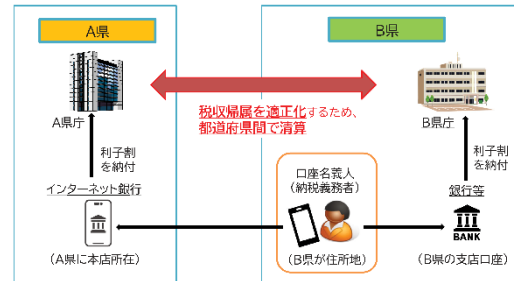 A県
B県
A県庁
B県庁
税収帰属を適正化するため、
都道府県間で清算
利子割
を納付
利子割
を納付
インターネット銀行
口座名義人
(納税義務者)
銀行等
BANK
(A県に本店所在)
(B県が住所地)
(B県の支店口座)